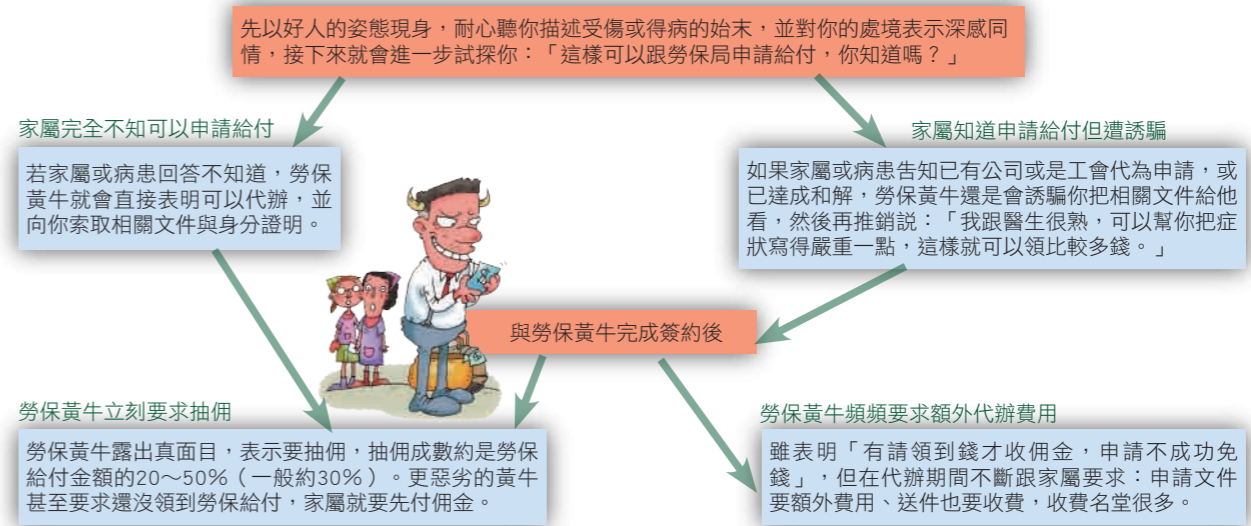 先以好人的姿態現身，耐心聽你描述受傷或得病的始末，並對你的處境表示深感同
情，接下來就會進一步試探你：「這樣可以跟勞保局申請給付，你知道嗎？」
家屬完全不知可以申請給付
若家屬或病患回答不知道，勞保
黃牛就會直接表明可以代辦，並
向你索取相關文件與身分證明。
家屬知道申請給付但遭誘騙
如果家屬或病患告知已有公司或是工會代為申請，或
已達成和解，勞保黃牛還是會誘騙你把相關文件給他
看，然後再推銷説：「我跟醫生很熟，可以幫你把症
狀寫得嚴重一點，這樣就可以領比較多錢。」
與勞保黃牛完成簽約後
勞保黃牛立刻要求抽佣
勞保黃牛露出真面目，表示要抽佣，抽佣成數約是勞保
給付金額的20～50%（一般約30%）。更惡劣的黃牛
甚至要求還沒領到勞保給付，家屬就要先付佣金。
勞保黃牛頻頻要求額外代辦費用
雖表明「有請領到錢才收佣金，申請不成功免
錢」，但在代辦期間不斷跟家屬要求：申請文件
要額外費用、送件也要收費，收費名堂很多。